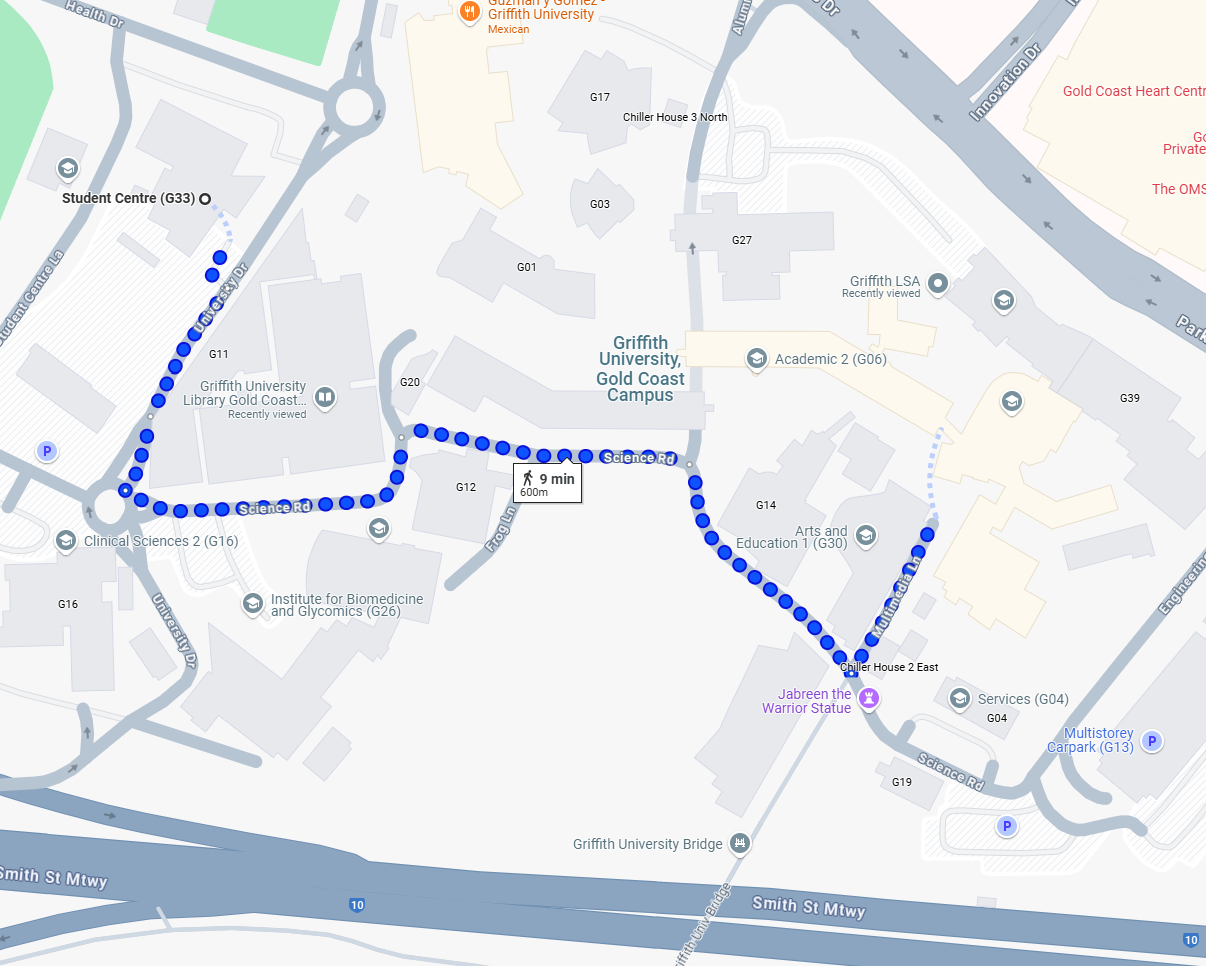 Guzman y Gomez -
Griffith University
Mexican
Health Dr
Innovation Dr
Gold Coast Heart Centr
G17
Chiller House 3 North
The OMS
Student Centre (G33)
G03
G27
G01
Student Centre La
University Dr
Griffith LSA
Recently viewed
Park
G11
Griffith
University,
Gold Coast
Campus
Academic 2 (G06)
G20
Griffith University
Library Gold Coast...
Recently viewed
G39
P
Science Rd
9 min
600m
G12
G14
Science Rd
Frog Ln
Arts and
Education 1 (G30)
Clinical Sciences 2 (G16)
Multimedia Ln
Engineering
G16
Institute for Biomedicine
and Glycomics (G26)
University Dr
Chiller House 2 East
Jabreen the
Warrior Statue
Services (G04)
G04
Multistorey
Carpark (G13)
P
Science Rd
G19
P
Griffith University Bridge
Smith St Mtwy
10
Smith St Mtwy
iffith Univ Bridge
10